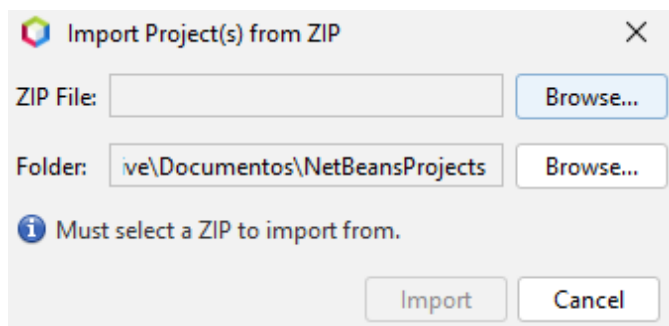 Import Project(s) from ZIP
ZIP File: Browse...
Folder: ve\Documentos\NetBeansProjects Browse...
Must select a ZIP to import from.
Import Cancel